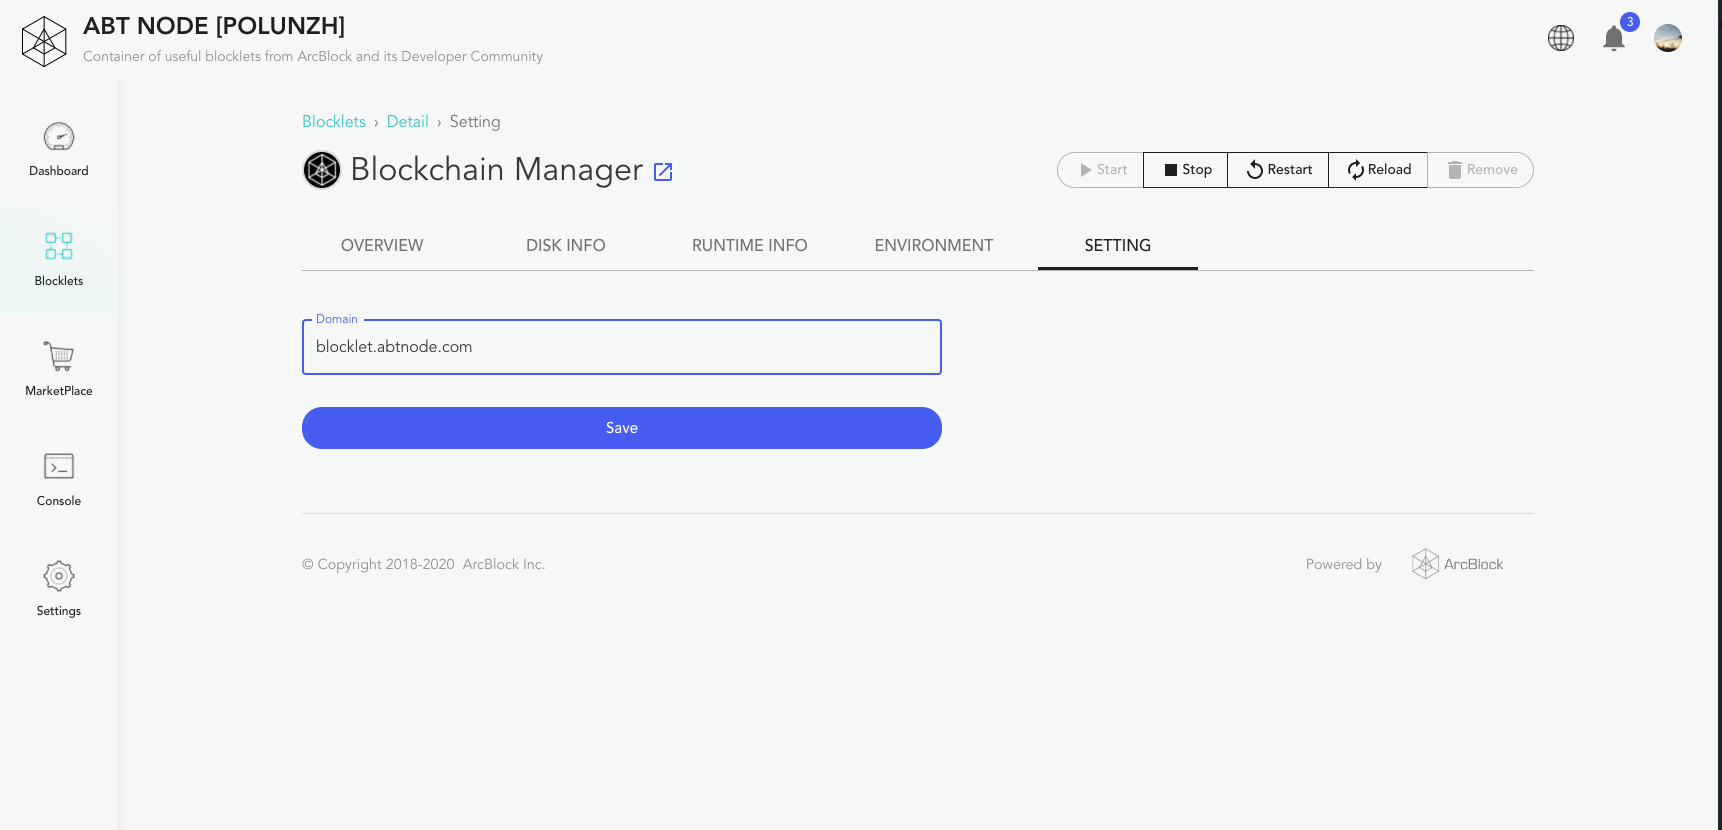 ABT NODE [POLUNZH]
Container of useful blocklets from ArcBlock and its Developer Community
3
Dashboard
Blocklets
MarketPlace
Console
Settings
Blocklets › Detail › Setting
Blockchain Manager
Start Stop Restart Reload Remove
OVERVIEW DISK INFO RUNTIME INFO ENVIRONMENT SETTING
Domain
blocklet.abtnode.com
Save
© Copyright 2018-2020 ArcBlock Inc.
Powered by ArcBlock